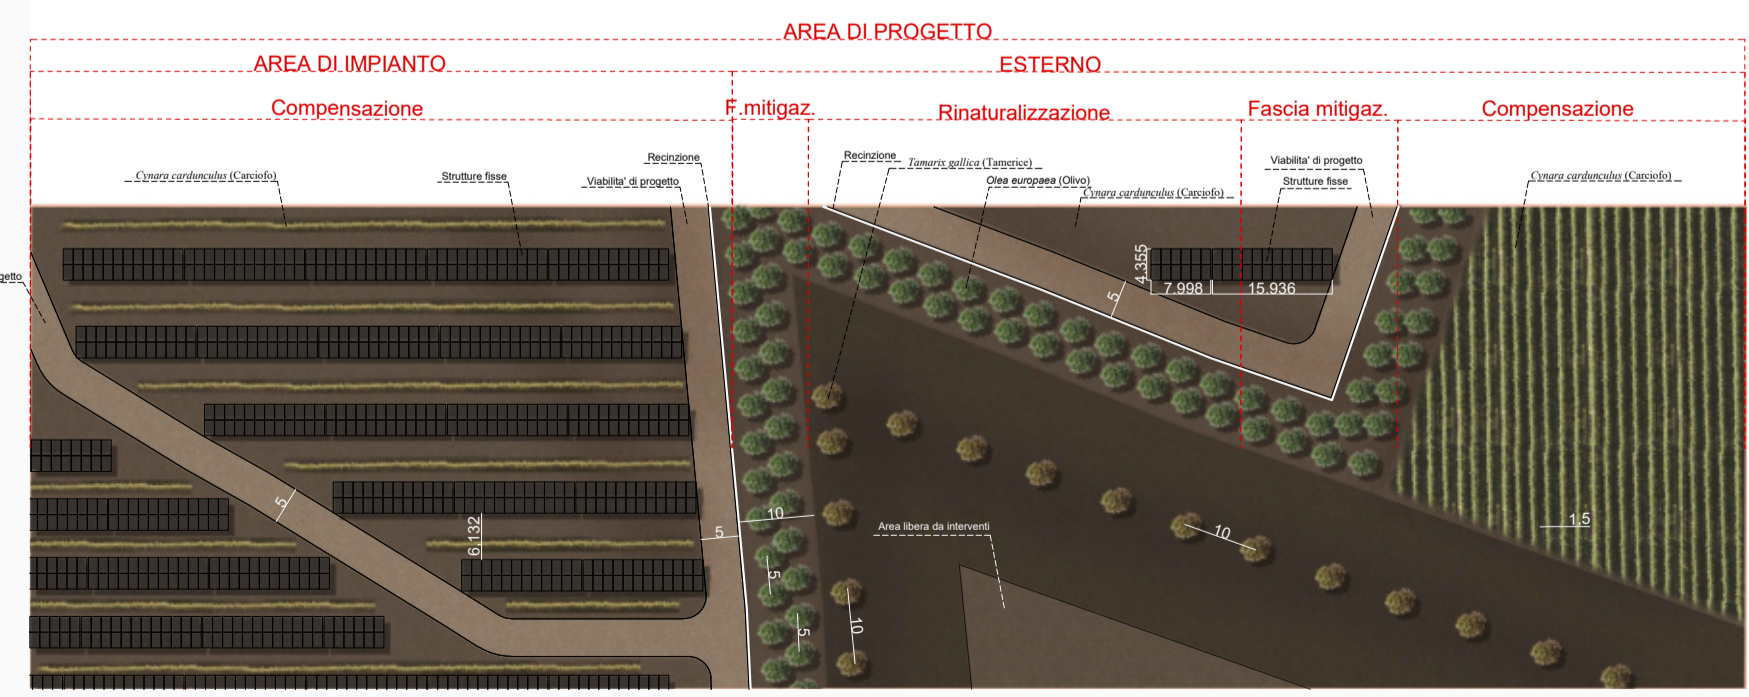 AREA DI PROGETTO
AREA DI IMPIANTO
ESTERNO
Compensazione
F.mitigaz.
Rinaturalizzazione
Fascia mitigaz.
Compensazione
Recinzione
Recinzione
Tamarix gallica (Tamerice)
Viabilita' di progetto
Cynara cardunculus (Carciofo)
Strutture fisse
Viabilita' di progetto
Olea europaea (Olivo)
Cynara cardunculus (Carciofo)
Strutture fisse
Cynara cardunculus (Carciofo)
getto
4.355
7.998
15.936
5
5
6.132
5
10
Area libera da interventi
10
1,5
5
5
10